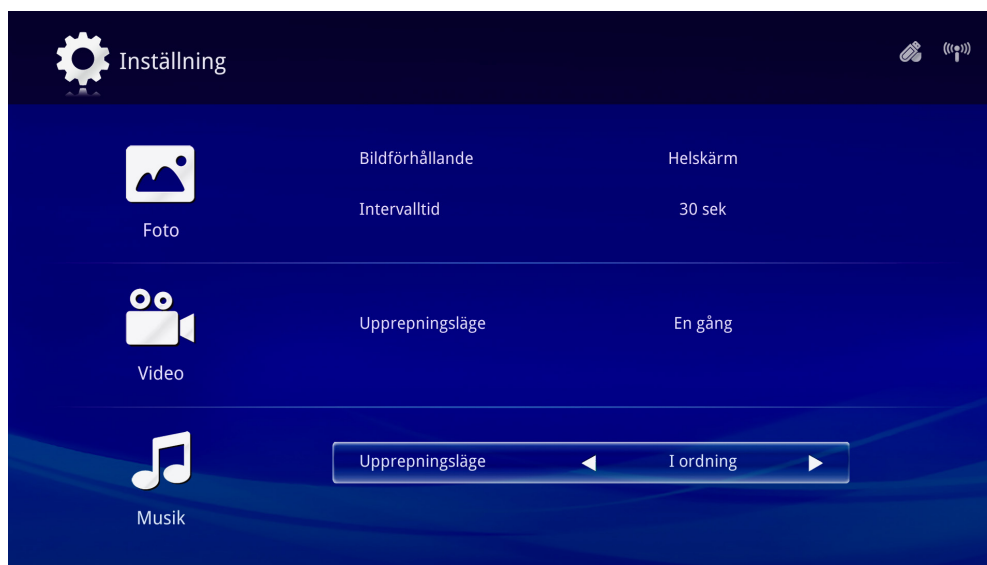 Inställning
Bildförhållande Helskärm
Intervalltid 30 sek
Foto
Upprepningsläge En gång
Video
Upprepningsläge I ordning
Musik